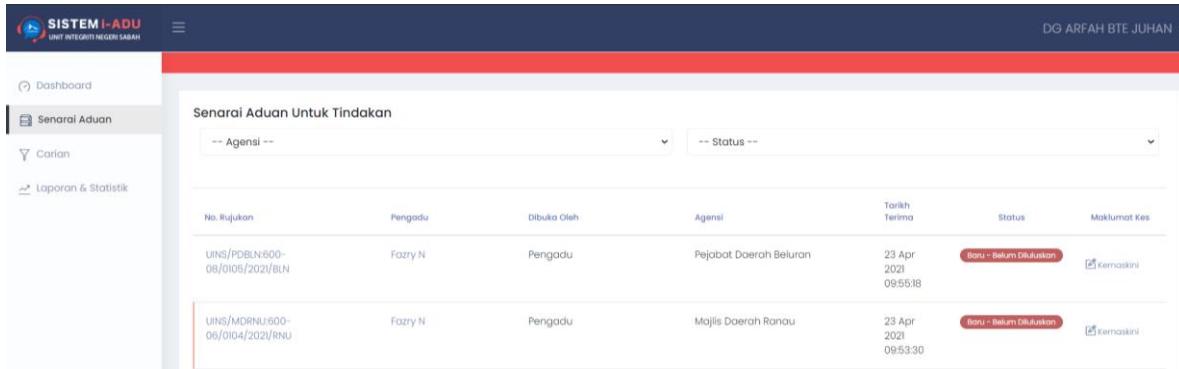 SISTEM i-ADU
UNIT INTEGRITI NEGERI SABAH
DG ARFAH BTE JUHAN
Dashboard
Senarai Aduan
Carian
Laporan & Statistik
Senarai Aduan Untuk Tindakan
-- Agensi --
-- Status --
No. Rujukan
Pengadu
Dibuka Oleh
Agensi
Tarikh
Terima
Status
Maklumat Kes
UINS/PDBLN:600-
06/0105/2021/BLN
Fazry N
Pengadu
Pejabat Daerah Beluran
23 Apr
2021
09:55:18
Baru - Belum Diluluskan
Kemaskini
UINS/MDRNU:600-
06/0104/2021/RNU
Fazry N
Pengadu
Majlis Daerah Ranau
23 Apr
2021
09:53:30
Baru - Belum Diluluskan
Kemaskini